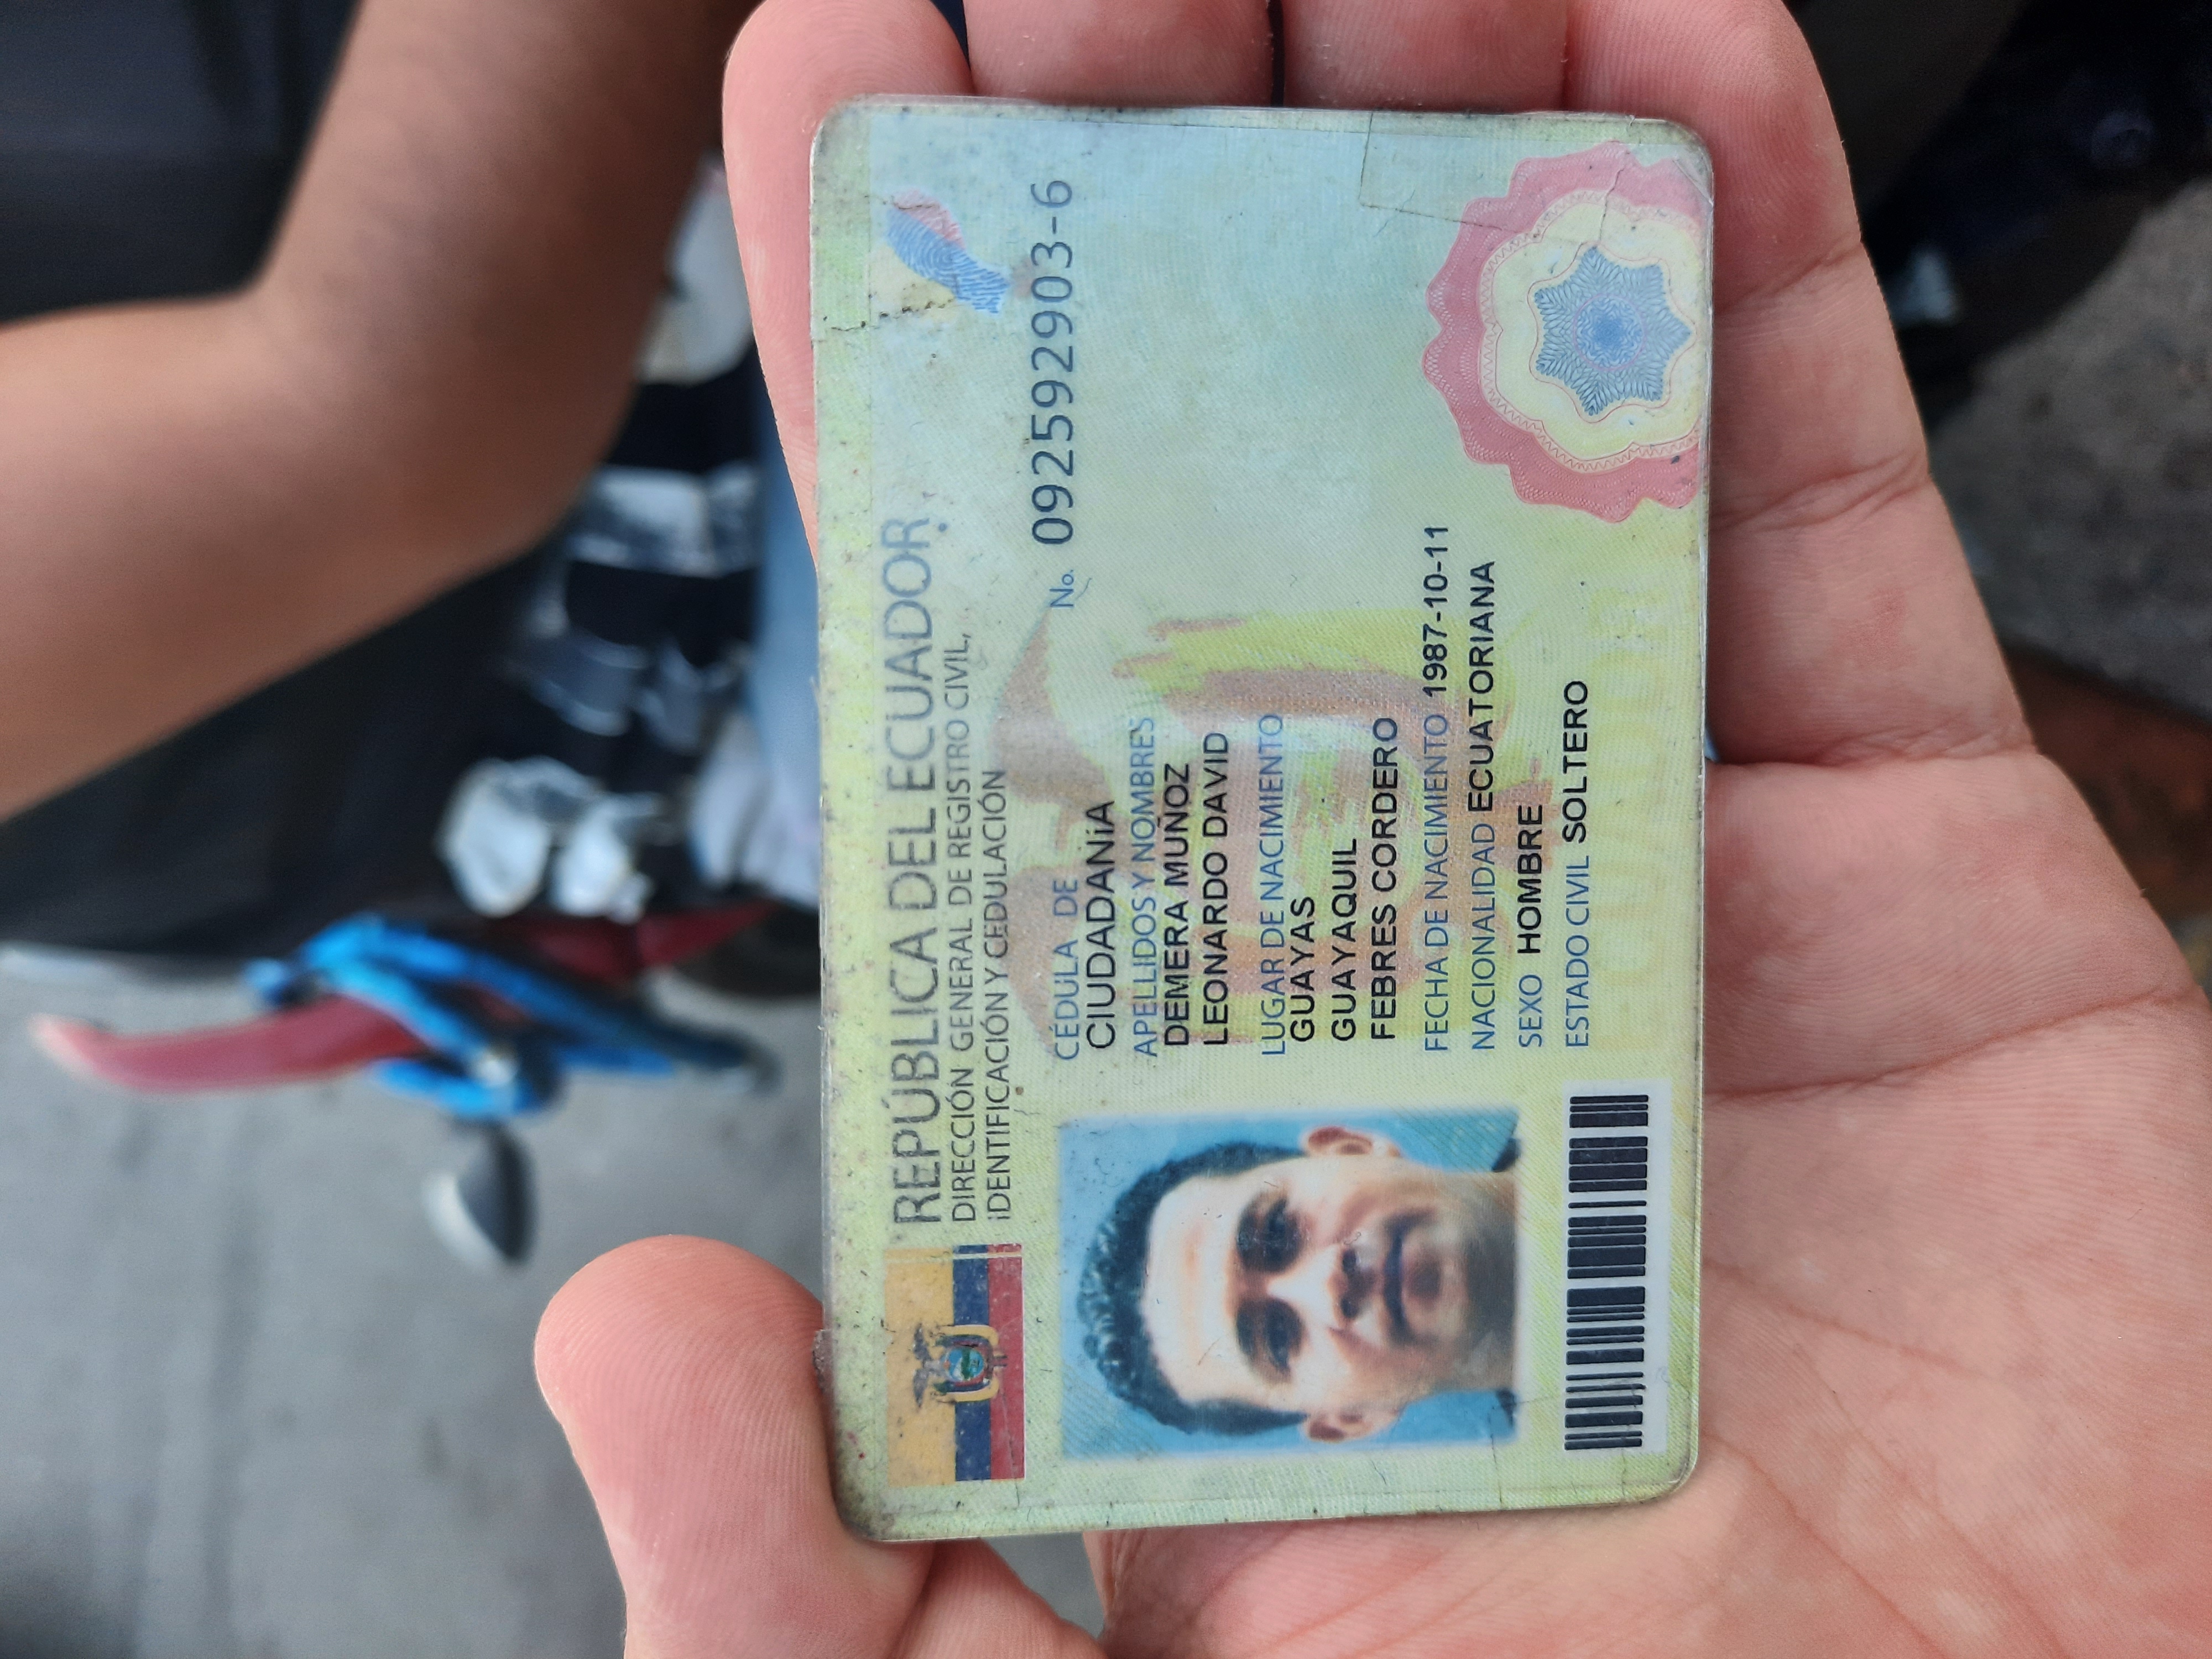 REPÚBLICA DEL ECUADOR
DIRECCIÓN GENERAL DE REGISTRO CIVIL,
iDENTIFICACIÓN Y CEDULACIÓN
CÉDULA DE
CIUDADANíA
No. 092592903-6
APELLIDOS Y NOMBRES
DEMERA MUÑOZ
LEONARDO DAVID
LUGAR DE NACIMIENTO
GUAYAS
GUAYAQUIL
FEBRES CORDERO
FECHA DE NACIMIENTO 1987-10-11
NACIONALIDAD ECUATORIANA
SEXO HOMBRE
ESTADO CIVIL SOLTERO
ECUADOR